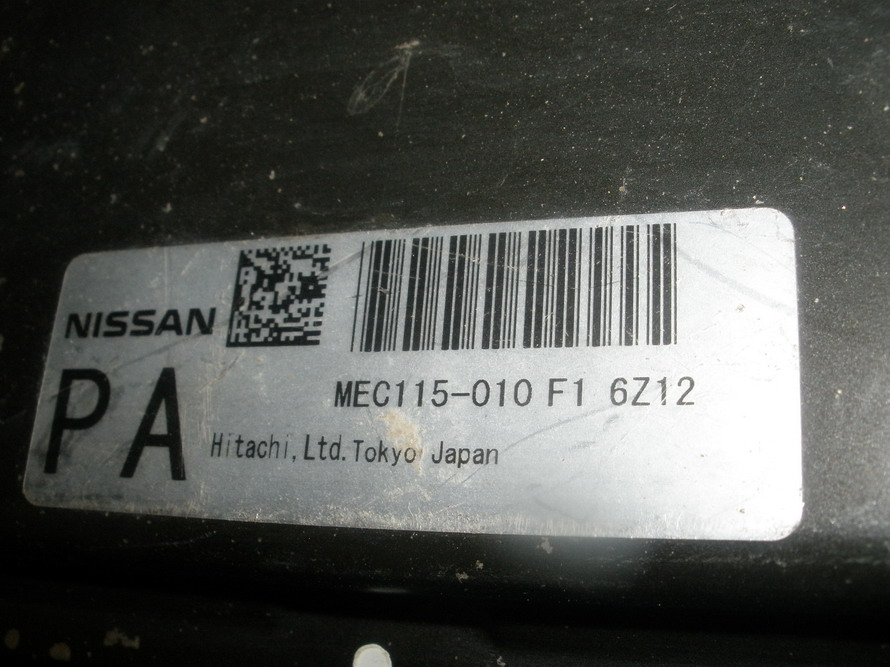 NISSAN
PA
MEC115-010 F1 6Z12
Hitachi,Ltd.Tokyo Japan